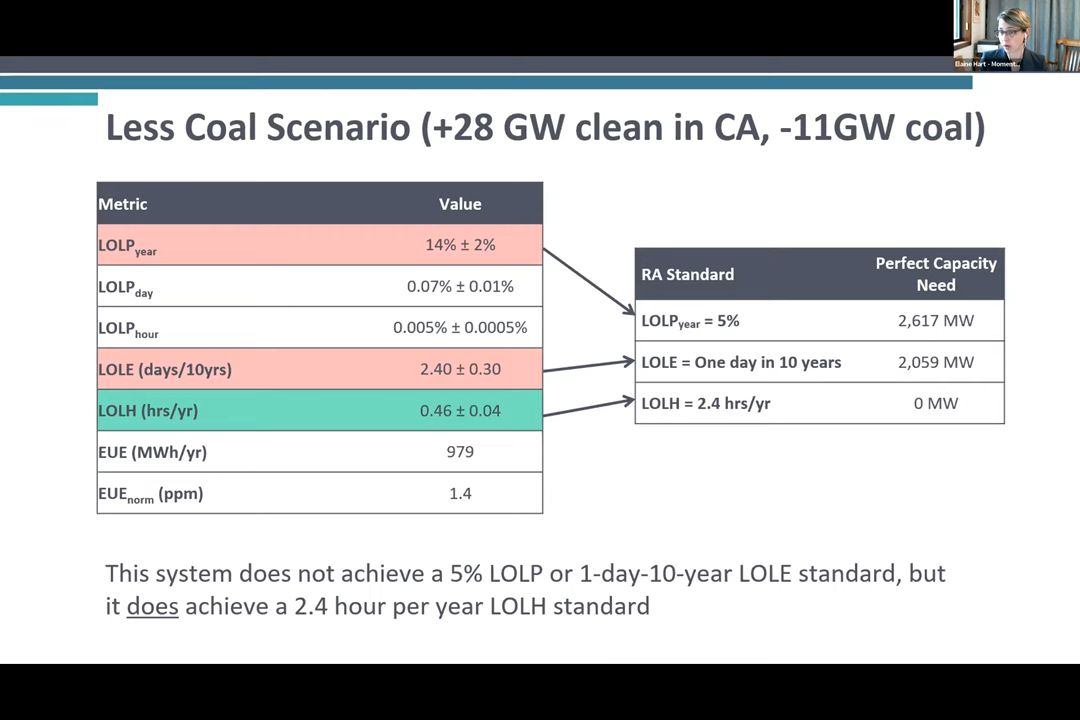 Elaine Hart - Moment...
Less Coal Scenario (+28 GW clean in CA, -11GW coal)
Metric Value
LOLPyear 14% ± 2%
LOLPday 0.07% ± 0.01%
LOLPhour 0.005% ± 0.0005%
LOLE (days/10yrs) 2.40 ± 0.30
LOLH (hrs/yr) 0.46 ± 0.04
EUE (MWh/yr) 979
EUEnorm (ppm) 1.4
RA Standard Perfect Capacity
Need
LOLPyear = 5% 2,617 MW
LOLE = One day in 10 years 2,059 MW
LOLH = 2.4 hrs/yr 0 MW
This system does not achieve a 5% LOLP or 1-day-10-year LOLE standard, but
it does achieve a 2.4 hour per year LOLH standard